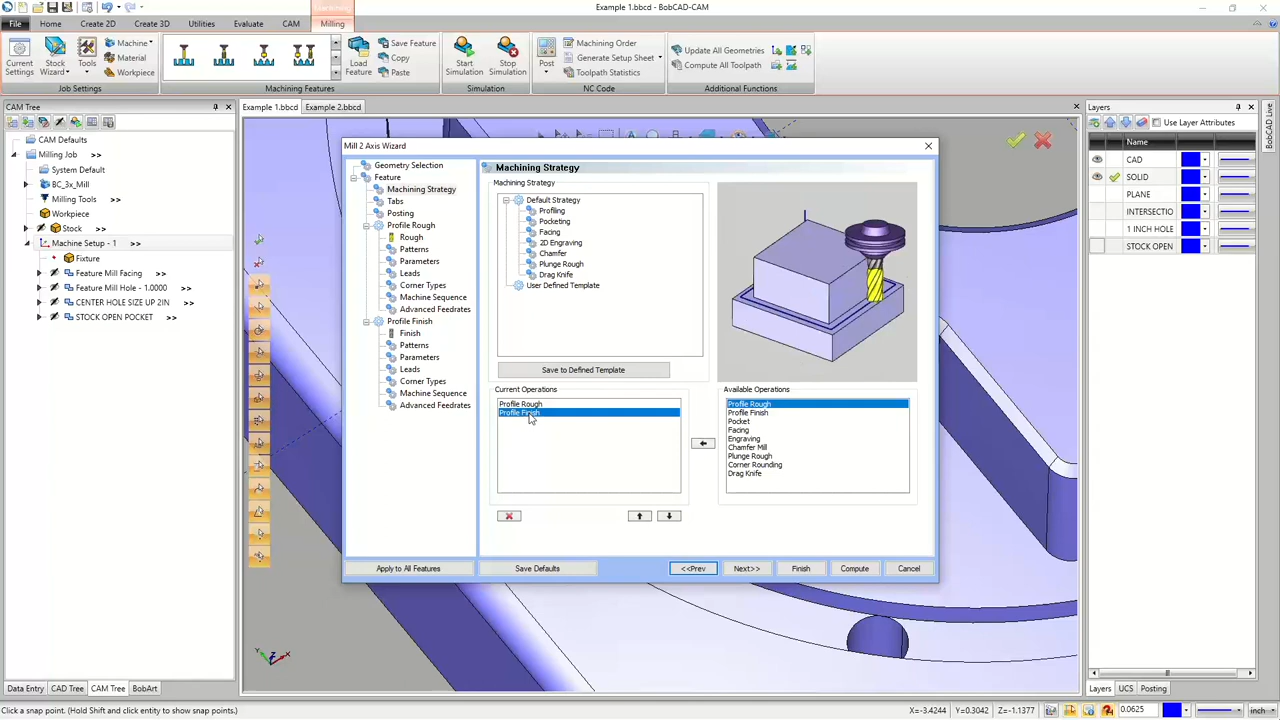 Example 1.bbcd - BobCAD-CAM
File Home Create 2D Create 3D Utilities Evaluate CAM Milling
Current Settings
Stock Wizard
Tools
Machine
Material
Workpiece
Job Settings
Machining Features
Load Feature
Save Feature
Copy
Paste
Start Simulation
Stop Simulation
Simulation
Post
Machining Order
Generate Setup Sheet
Toolpath Statistics
NC Code
Update All Geometries
Compute All Toolpath
Additional Functions
CAM Tree
Example 1.bbcd Example 2.bbcd
CAM Defaults
Milling Job >>
System Default
BC_3x_Mill
Milling Tools >>
Workpiece
Stock >>
Machine Setup - 1 >>
Fixture
Feature Mill Facing >>
Feature Mill Hole - 1.0000 >>
CENTER HOLE SIZE UP 2IN >>
STOCK OPEN POCKET >>
Data Entry CAD Tree CAM Tree BobArt
Mill 2 Axis Wizard
Geometry Selection
Feature
Machining Strategy
Tabs
Posting
Profile Rough
Rough
Patterns
Parameters
Leads
Corner Types
Machine Sequence
Advanced Feedrates
Profile Finish
Finish
Patterns
Parameters
Leads
Corner Types
Machine Sequence
Advanced Feedrates
Machining Strategy
Machining Strategy
Default Strategy
Profiling
Pocketing
Facing
2D Engraving
Chamfer
Plunge Rough
Drag Knife
User Defined Template
Save to Defined Template
Current Operations
Profile Rough
Profile Finish
Available Operations
Profile Rough
Profile Finish
Pocket
Facing
Engraving
Chamfer Mill
Plunge Rough
Corner Rounding
Drag Knife
Apply to All Features Save Defaults <<Prev Next>> Finish Compute Cancel
Layers
Use Layer Attributes
Name
CAD
SOLID
PLANE
INTERSECTIO
1 INCH HOLE
STOCK OPEN
BobCAD Live
Layers UCS Posting
Y Z X
Click a snap point. (Hold Shift and click entity to show snap points.)
X=-3.4244 Y=0.3042 Z=-1.1377 0.0625 inch